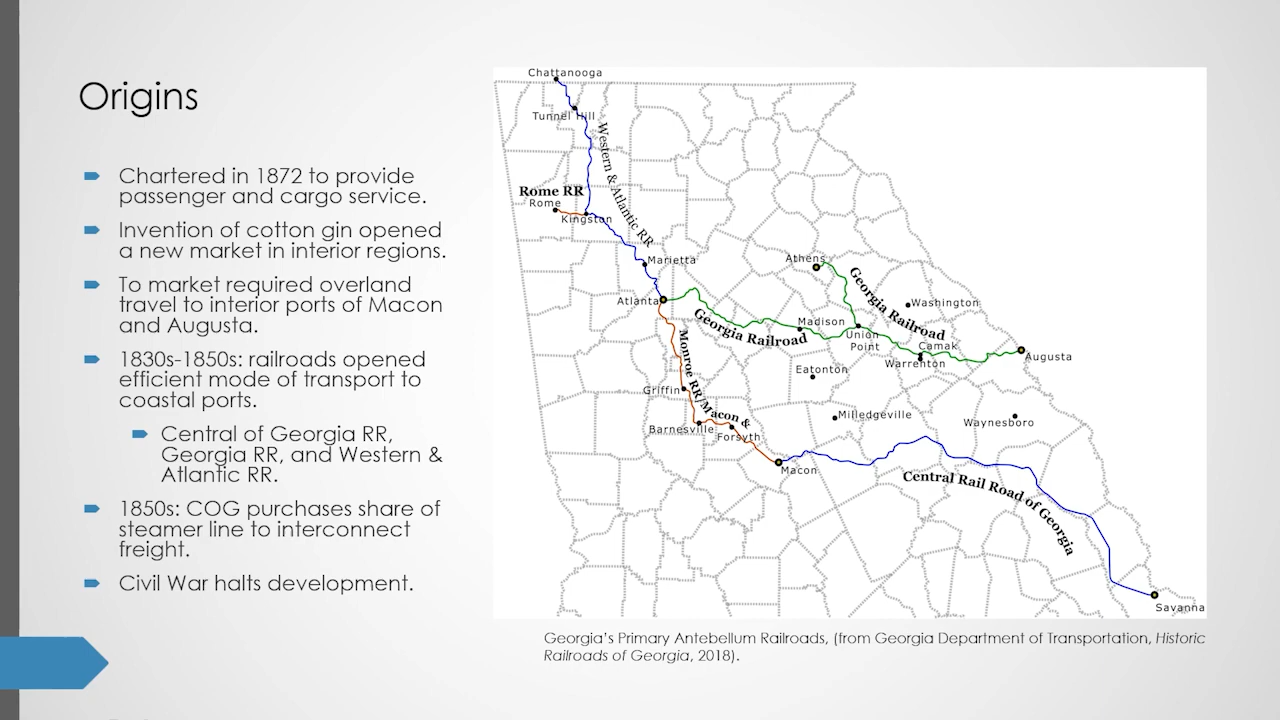 Origins
Chartered in 1872 to provide
passenger and cargo service.
Invention of cotton gin opened
a new market in interior regions.
To market required overland
travel to interior ports of Macon
and Augusta.
1830s-1850s: railroads opened
efficient mode of transport to
coastal ports.
Central of Georgia RR,
Georgia RR, and Western &
Atlantic RR.
1850s: COG purchases share of
steamer line to interconnect
freight.
Civil War halts development.
Chattanooga
Tunnel Hill
Western & Atlantic RR
Rome RR
Rome
Kingston
Marietta
Athens
Georgia Railroad
Washington
Atlanta
Georgia Railroad
Madison
Union
Point
Camak
Augusta
Warrenton
Eatonton
Monroe RR/Macon &
Griffin
Milledgeville
Waynesboro
Barnesville
Forsyth
Macon
Central Rail Road of Georgia
Savanna
Georgia's Primary Antebellum Railroads, (from Georgia Department of Transportation, Historic
Railroads of Georgia, 2018).